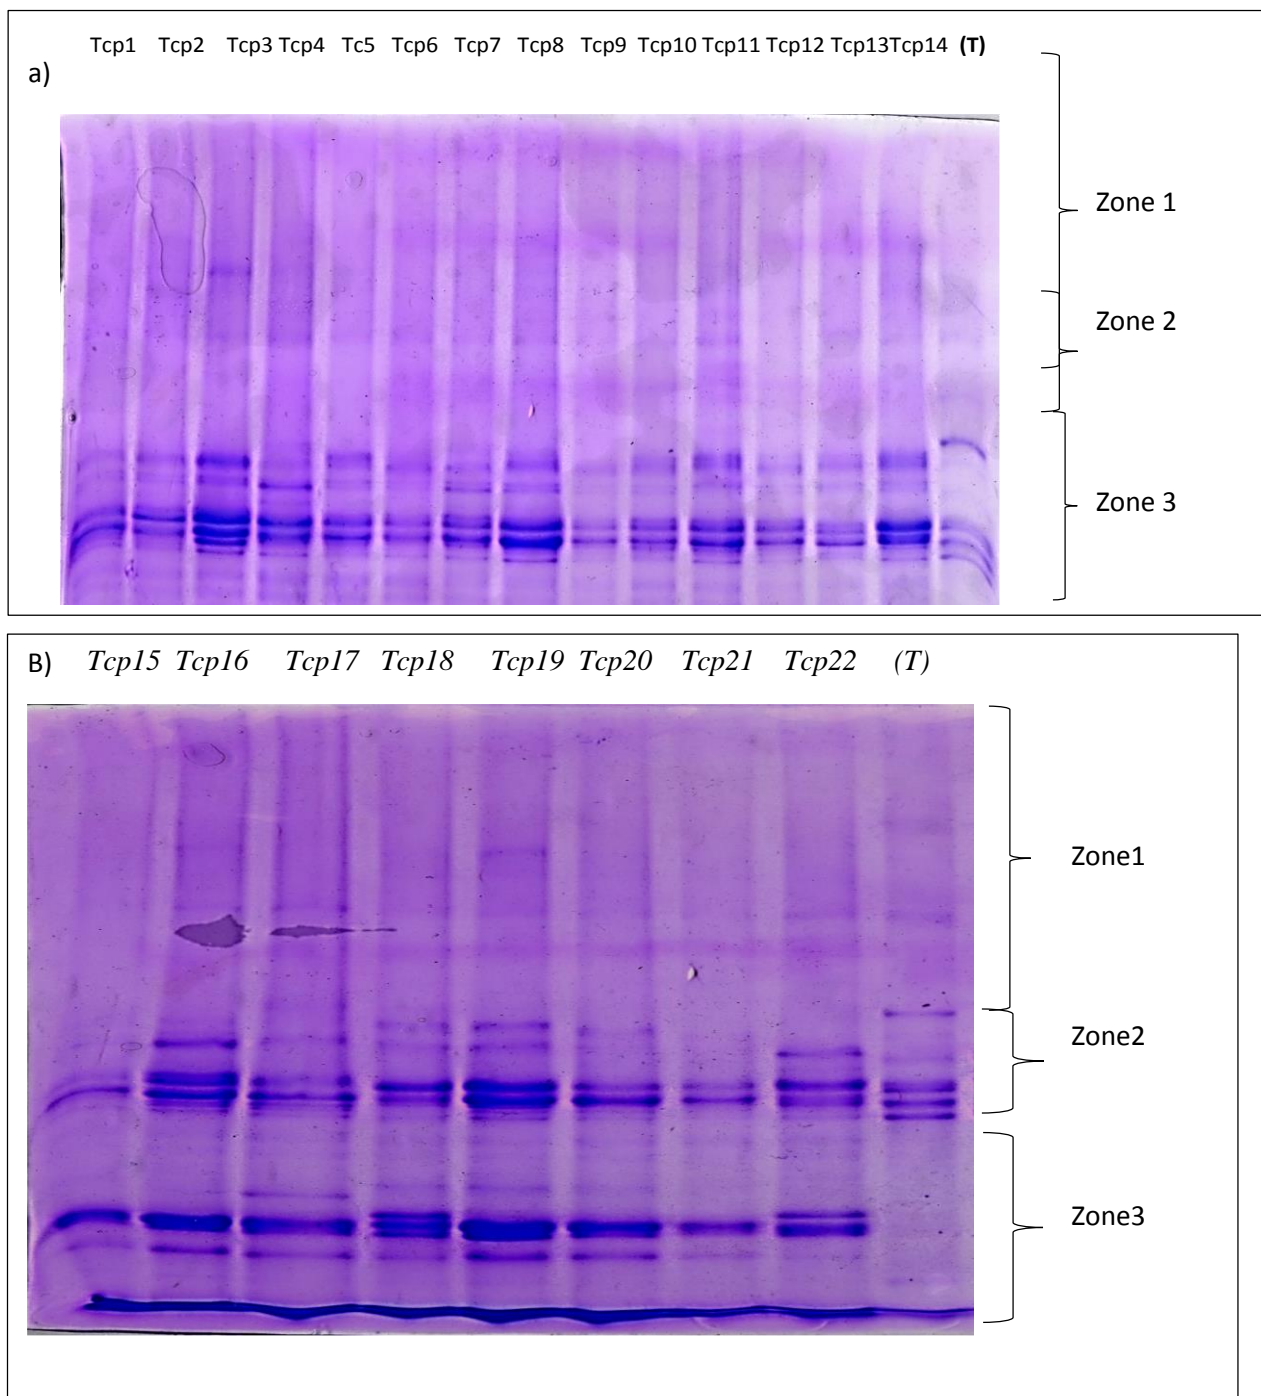 Tcp1 Tcp2 Tcp3 Tcp4 Tc5 Tcp6 Tcp7 Tcp8 Tcp9 Tcp10 Tcp11 Tcp12 Tcp13Tcp14 (T)
a)
Zone 1
Zone 2
Zone 3
B) Tcp15 Tcp16 Tcp17 Tcp18 Tcp19 Tcp20 Tcp21 Tcp22 (T)
Zone1
Zone2
Zone3